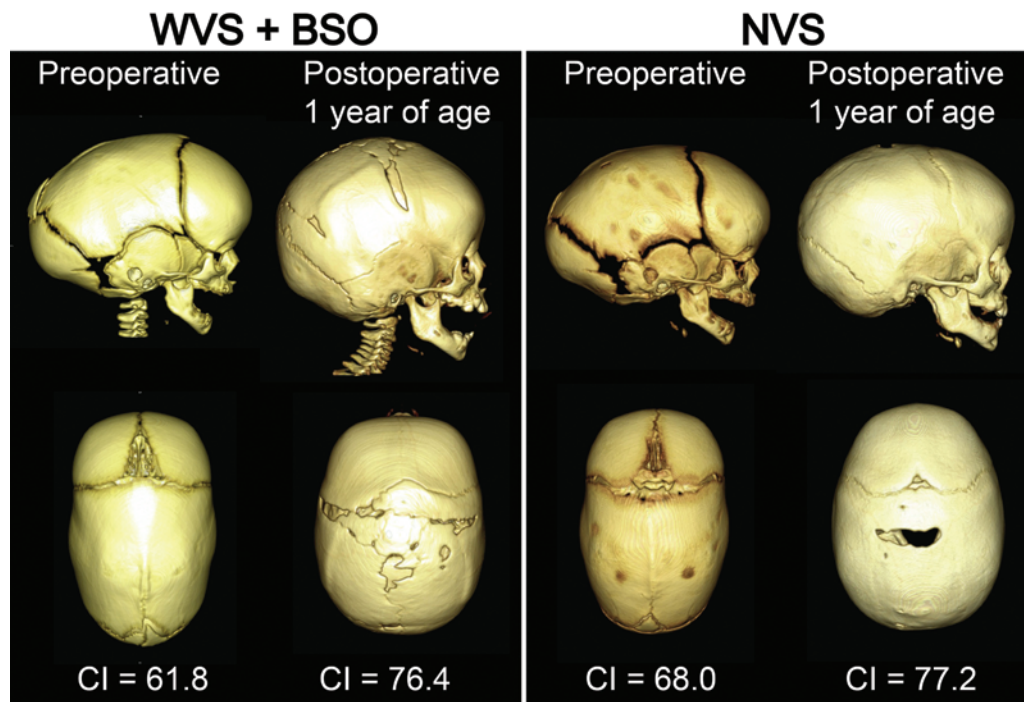 WVS + BSO
Preoperative
Postoperative
1 year of age
CI = 61.8
CI = 76.4
NVS
Preoperative
Postoperative
1 year of age
CI = 68.0
CI = 77.2